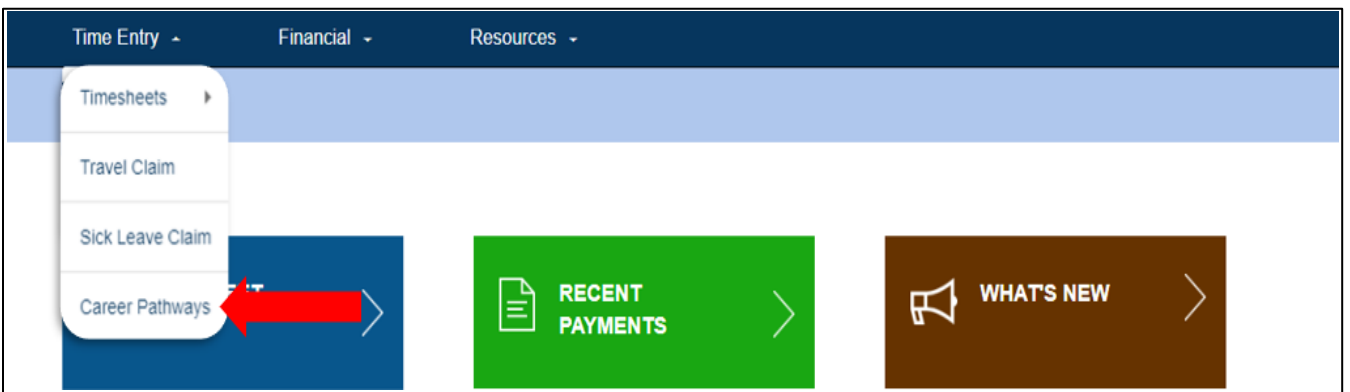 Time Entry Financial Resources
Timesheets
Travel Claim
Sick Leave Claim
Career Pathways
RECENT
PAYMENTS
WHAT'S NEW